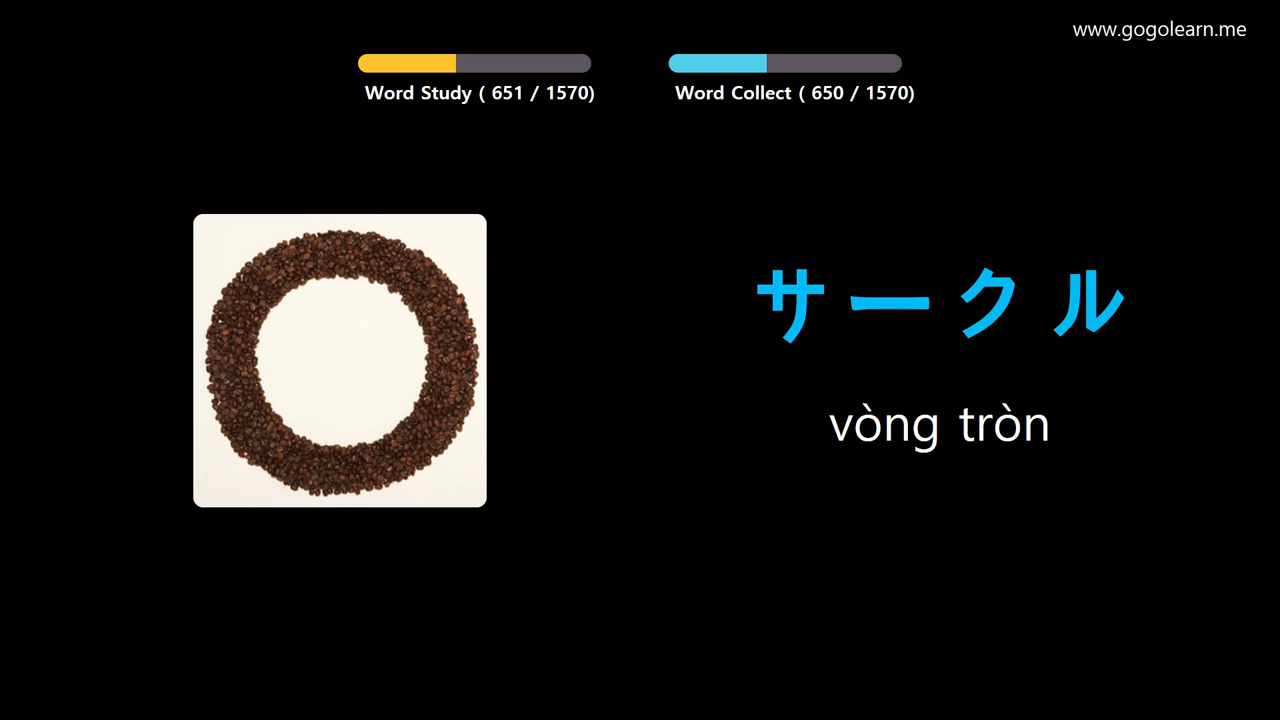 www.gogolearn.me
Word Study ( 651 / 1570)
Word Collect ( 650 / 1570)
サークル
vòng tròn